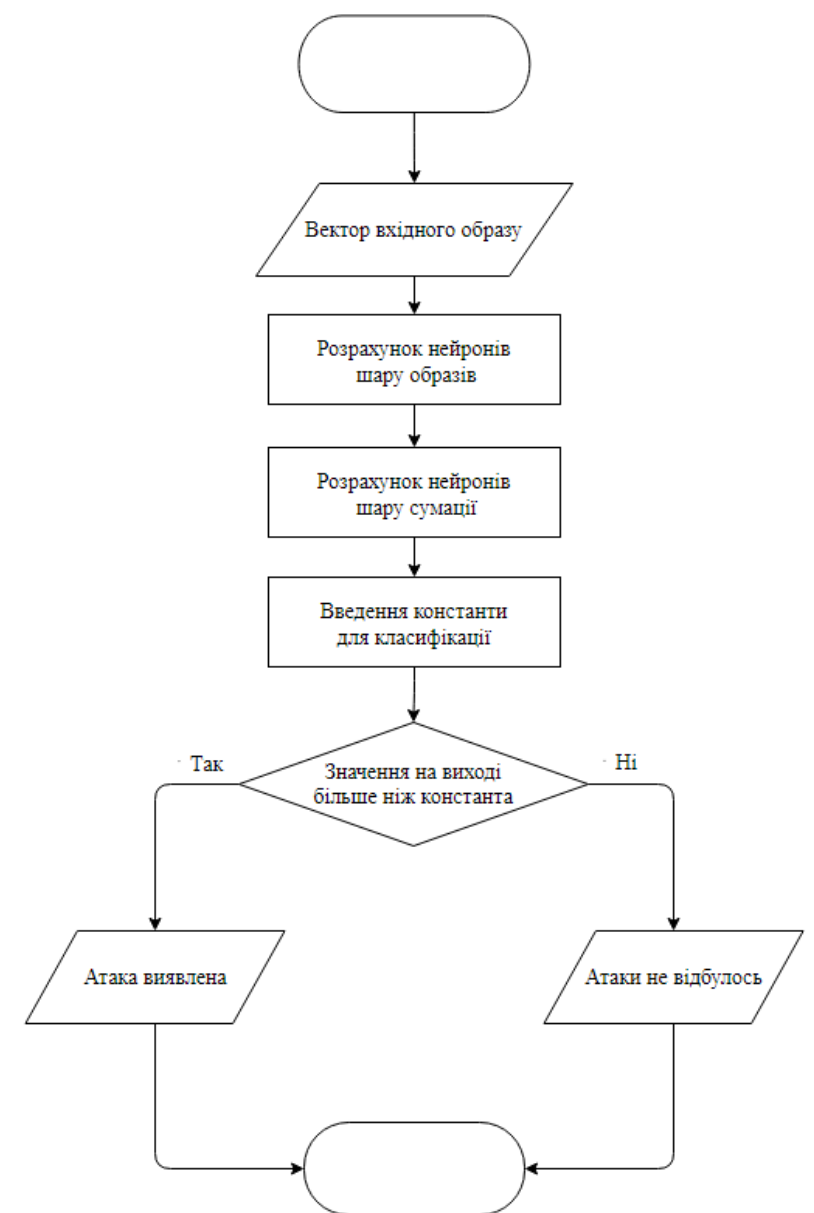 Вектор вхідного образу
Розрахунок нейронів
шару образів
Розрахунок нейронів
шару сумації
Введення константи
для класифікації
Значення на виході
більше ніж константа
Так
Ні
Атака виявлена
Атаки не відбулось